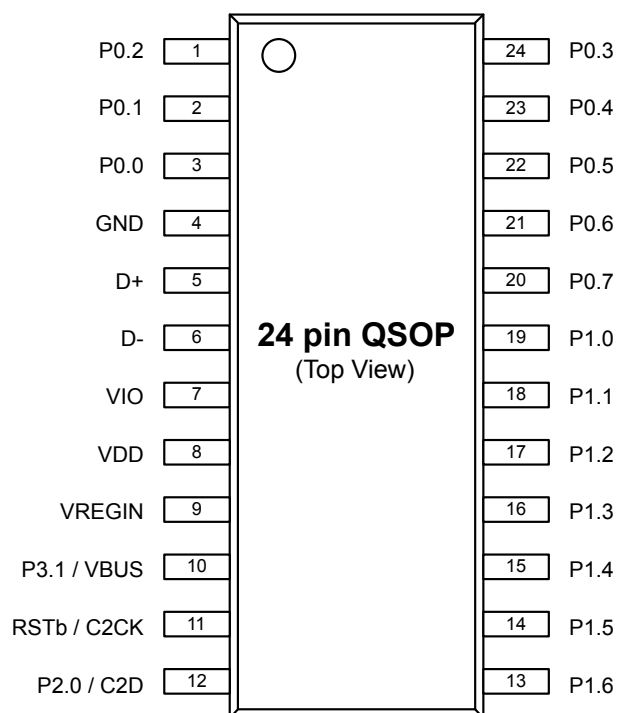 P0.2 1 24 P0.3
P0.1 2 23 P0.4
P0.0 3 22 P0.5
GND 4 21 P0.6
D+ 5 20 P0.7
D- 6 24 pin QSOP 19 P1.0
(Top View)
VIO 7 18 P1.1
VDD 8 17 P1.2
VREGIN 9 16 P1.3
P3.1 / VBUS 10 15 P1.4
RSTb / C2CK 11 14 P1.5
P2.0 / C2D 12 13 P1.6